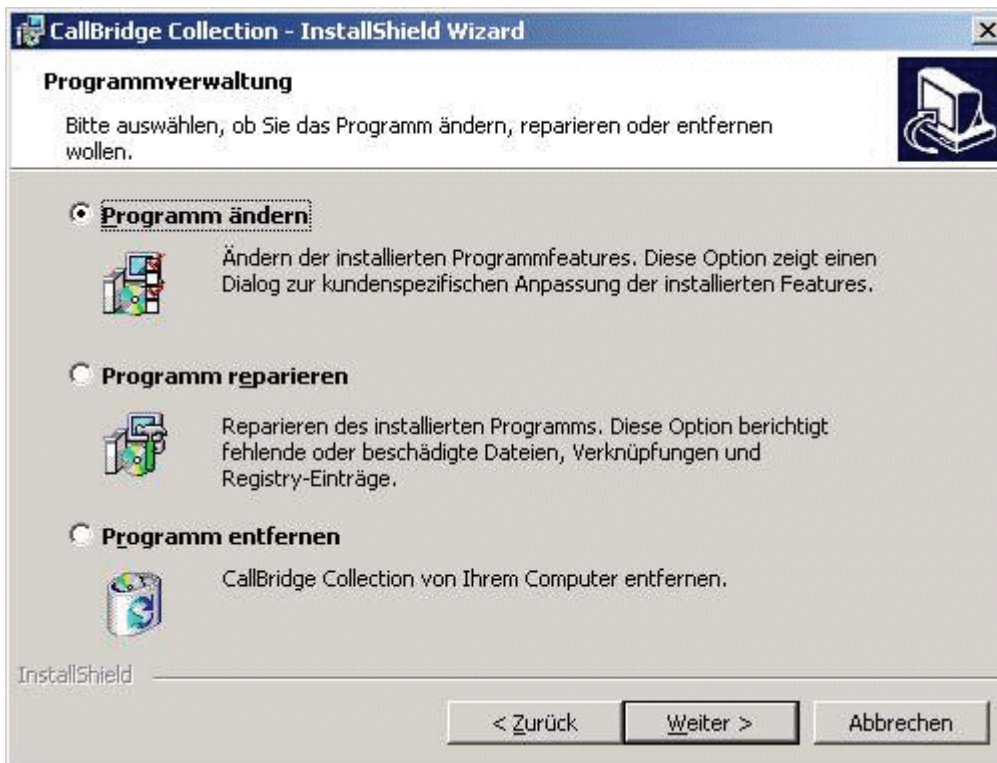 CallBridge Collection - InstallShield Wizard
Programmverwaltung
Bitte auswählen, ob Sie das Programm ändern, reparieren oder entfernen
wollen.
Programm ändern
Ändern der installierten Programmfeatures. Diese Option zeigt einen
Dialog zur kundenspezifischen Anpassung der installierten Features.
Programm reparieren
Reparieren des installierten Programms. Diese Option berichtigt
fehlende oder beschädigte Dateien, Verknüpfungen und
Registry-Einträge.
Programm entfernen
CallBridge Collection von Ihrem Computer entfernen.
InstallShield
< Zurück
Weiter >
Abbrechen